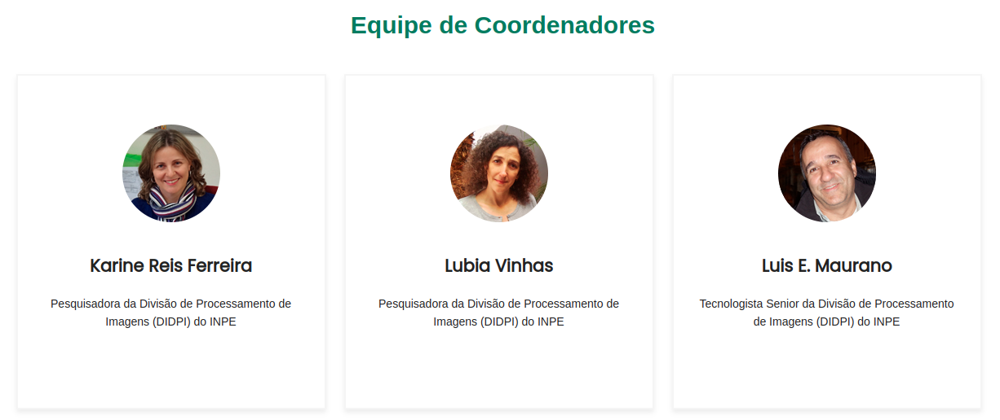 Equipe de Coordenadores
Karine Reis Ferreira
Pesquisadora da Divisão de Processamento de
Imagens (DIDPI) do INPE
Lubia Vinhas
Pesquisadora da Divisão de Processamento de
Imagens (DIDPI) do INPE
Luis E. Maurano
Tecnologista Senior da Divisão de Processamento
de Imagens (DIDPI) do INPE